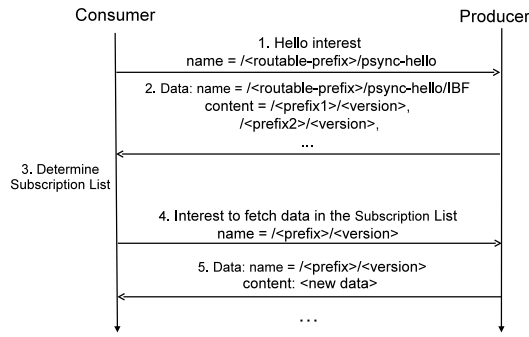 Consumer
Producer
1. Hello interest
name = /<routable-prefix>/psync-hello
2. Data: name = /<routable-prefix>/psync-hello/IBF
content = /<prefix1>/<version>,
/<prefix2>/<version>,
...
3. Determine
Subscription List
4. Interest to fetch data in the Subscription List
name = /<prefix>/<version>
5. Data: name = /<prefix>/<version>
content: <new data>
...